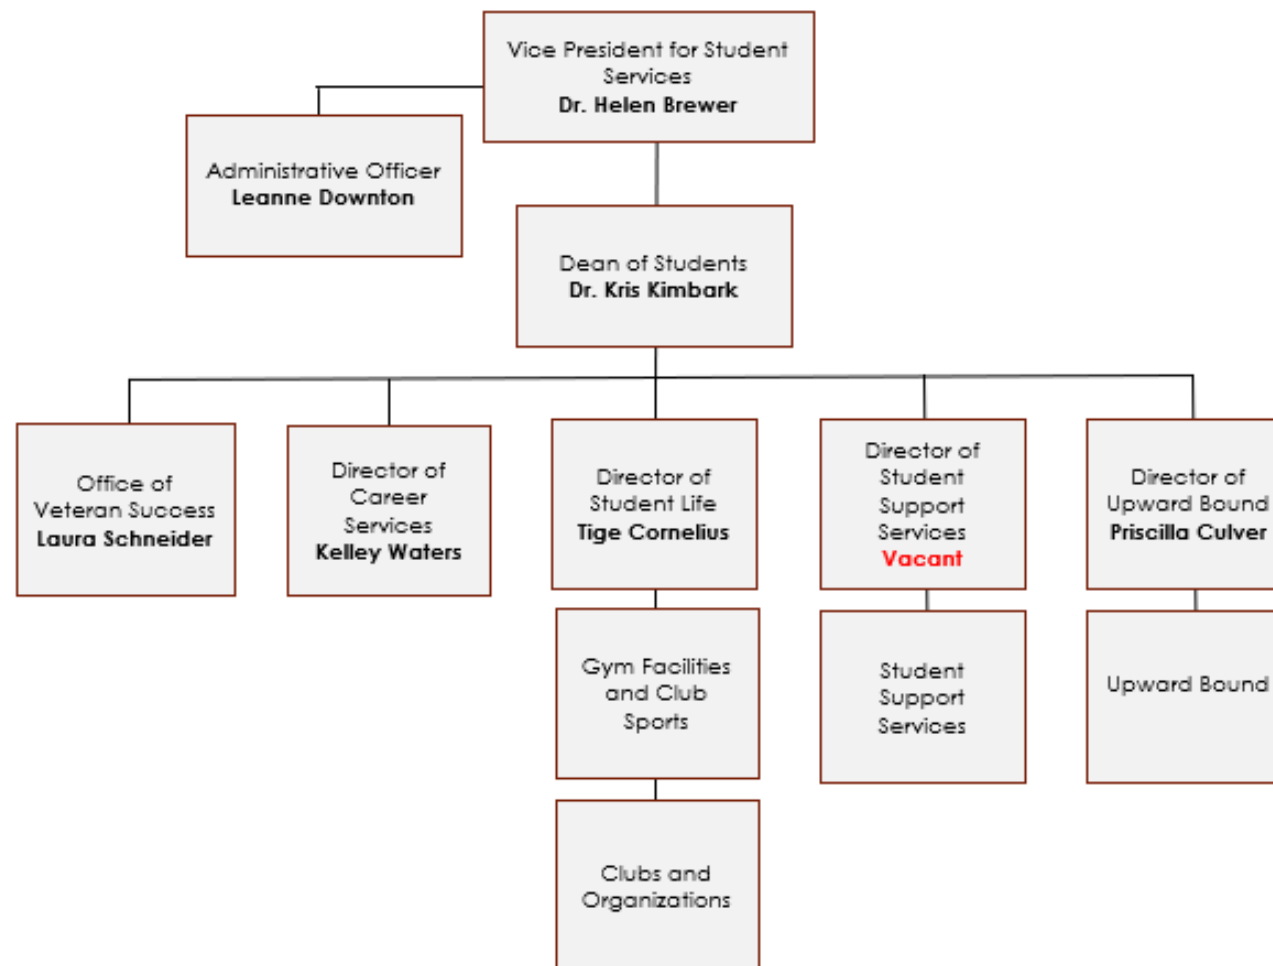 Vice President for Student
Services
Dr. Helen Brewer
Administrative Officer
Leanne Downton
Dean of Students
Dr. Kris Kimbark
Office of
Veteran Success
Laura Schneider
Director of
Career
Services
Kelley Waters
Director of
Student Life
Tige Cornelius
Director of
Student
Support
Services
Vacant
Director of
Upward Bound
Priscilla Culver
Gym Facilities
and Club
Sports
Student
Support
Services
Upward Bound
Clubs and
Organizations